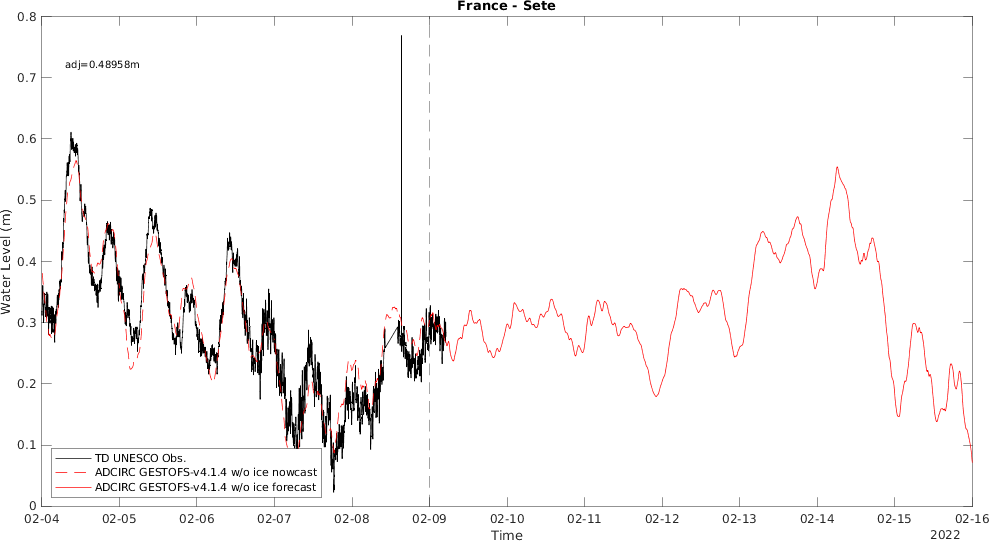 France - Sete
0.8
0.7
0.6
0.5
0.4
0.3
0.2
0.1
0
Water Level (m)
adj=0.48958m
TD UNESCO Obs.
ADCIRC GESTOFS-v4.1.4 w/o ice nowcast
ADCIRC GESTOFS-v4.1.4 w/o ice forecast
02-04 02-05 02-06 02-07 02-08 02-09 02-10 02-11 02-12 02-13 02-14 02-15 02-16
Time
2022